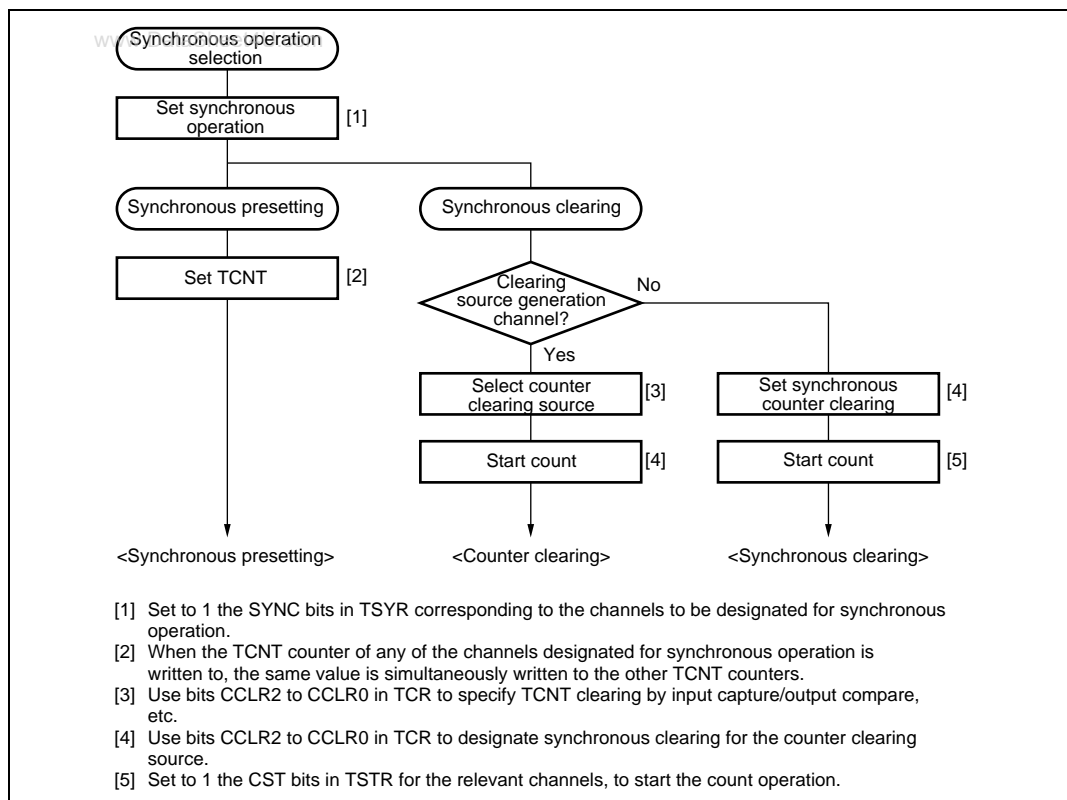 www.DataSheet4U.com
Synchronous operation
selection
Set synchronous
operation
[1]
Synchronous presetting
Synchronous clearing
Set TCNT
[2]
Clearing
source generation
channel?
No
Yes
Select counter
clearing source
[3]
Set synchronous
counter clearing
[4]
Start count
[4]
Start count
[5]
<Synchronous presetting>
<Counter clearing>
<Synchronous clearing>
[1] Set to 1 the SYNC bits in TSYR corresponding to the channels to be designated for synchronous
operation.
[2] When the TCNT counter of any of the channels designated for synchronous operation is
written to, the same value is simultaneously written to the other TCNT counters.
[3] Use bits CCLR2 to CCLR0 in TCR to specify TCNT clearing by input capture/output compare,
etc.
[4] Use bits CCLR2 to CCLR0 in TCR to designate synchronous clearing for the counter clearing
source.
[5] Set to 1 the CST bits in TSTR for the relevant channels, to start the count operation.